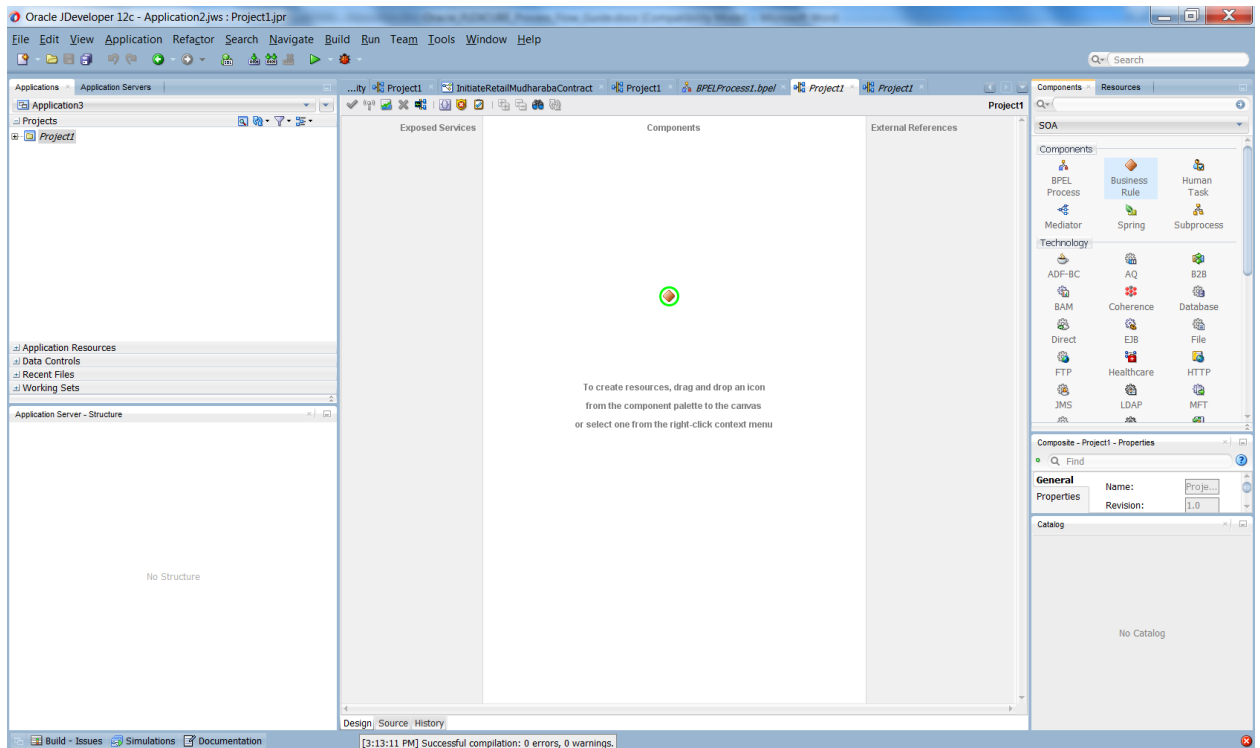 Oracle JDeveloper 12c - Application2.jws : Project1.jpr
File Edit View Application Refactor Search Navigate Build Run Team Tools Window Help
Search
Applications
Application Servers
Application3
Projects
Project1
Application Resources
Data Controls
Recent Files
Working Sets
Application Server - Structure
No Structure
...ity
Project1
InitiateRetailMudharabaContract
Project1
BPELProcess1.bpel
Project1
Project1
Project1
Exposed Services
Components
External References
To create resources, drag and drop an icon
from the component palette to the canvas
or select one from the right-click context menu
Design Source History
Components
Resources
SOA
Components
BPEL Process
Business Rule
Human Task
Mediator
Spring
Subprocess
Technology
ADF-BC
AQ
B2B
BAM
Coherence
Database
Direct
EJB
File
FTP
Healthcare
HTTP
JMS
LDAP
MFT
Composite - Project1 - Properties
Find
General
Properties
Name:
Proje...
Revision:
1.0
Catalog
No Catalog
Build - Issues
Simulations
Documentation
[3:13:11 PM] Successful compilation: 0 errors, 0 warnings.